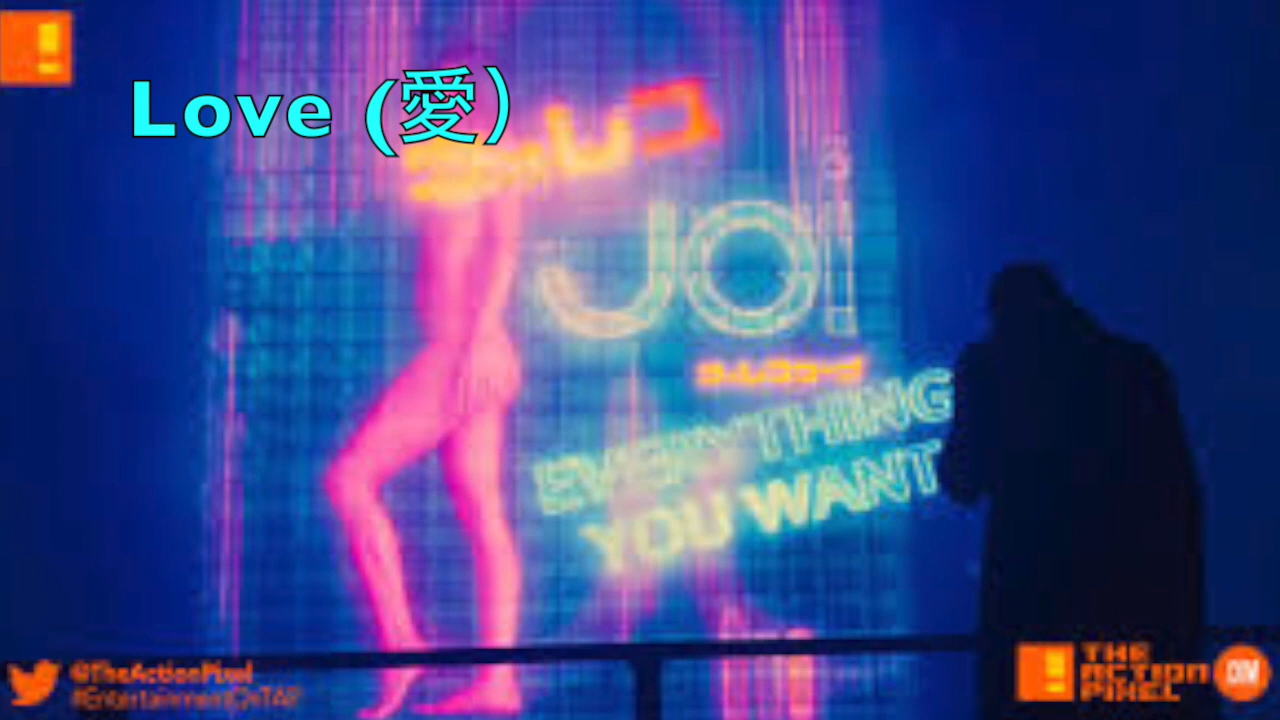 Love (愛）
JOI
EVERYTHING
YOU WANT
@TheActionPixel
#EntertainmentOnTAP
THE
ACTION
PIXEL